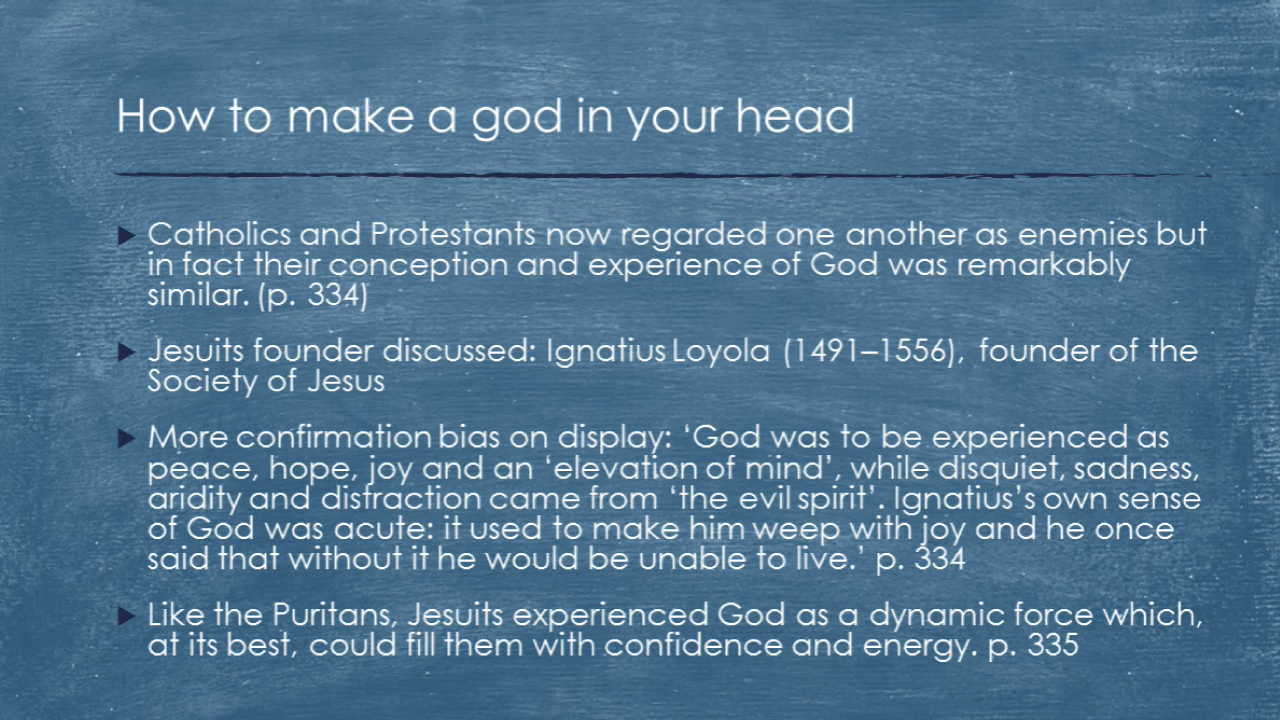 How to make a god in your head
Catholics and Protestants now regarded one another as enemies but
in fact their conception and experience of God was remarkably
similar. (p. 334)
Jesuits founder discussed: Ignatius Loyola (1491–1556), founder of the
Society of Jesus
More confirmation bias on display: ‘God was to be experienced as
peace, hope, joy and an ‘elevation of mind’, while disquiet, sadness,
aridity and distraction came from ‘the evil spirit’. Ignatius’s own sense
of God was acute: it used to make him weep with joy and he once
said that without it he would be unable to live.’ p. 334
Like the Puritans, Jesuits experienced God as a dynamic force which,
at its best, could fill them with confidence and energy. p. 335